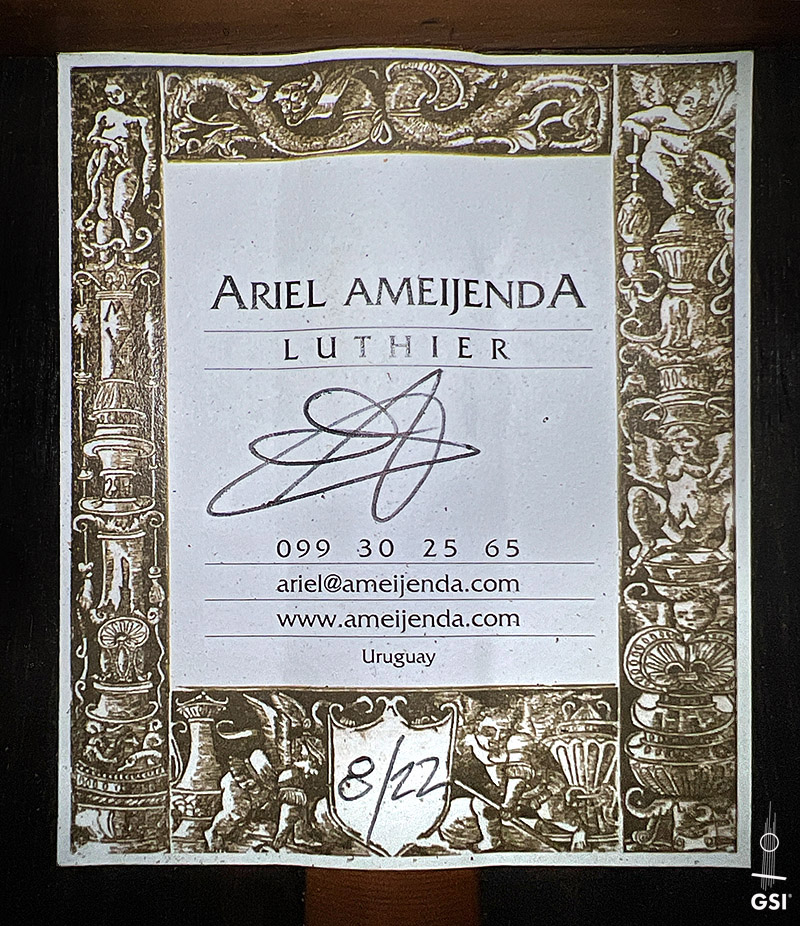 ARIEL AMEIJENDA
LUTHIER
099 30 25 65
ariel@ameijenda.com
www.ameijenda.com
Uruguay
8/22
GSI